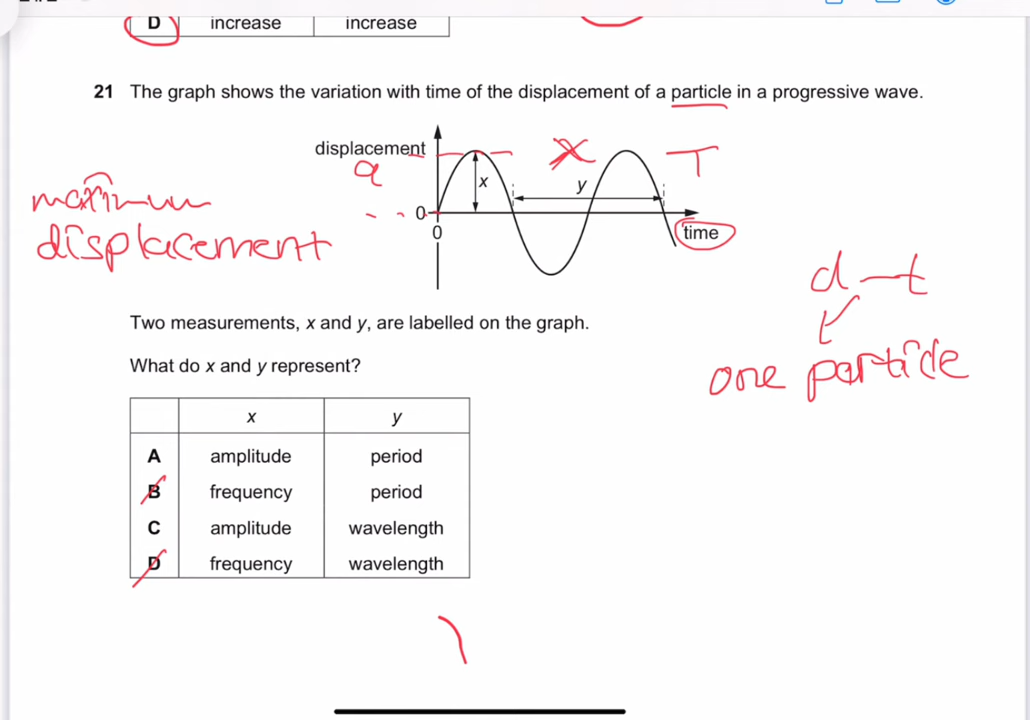 D increase increase
21 The graph shows the variation with time of the displacement of a particle in a progressive wave.
displacement
a
x
y
T
0
0
time
maximum
displacement
d-t
one particle
Two measurements, x and y, are labelled on the graph.
What do x and y represent?
x y
A amplitude period
B frequency period
C amplitude wavelength
D frequency wavelength